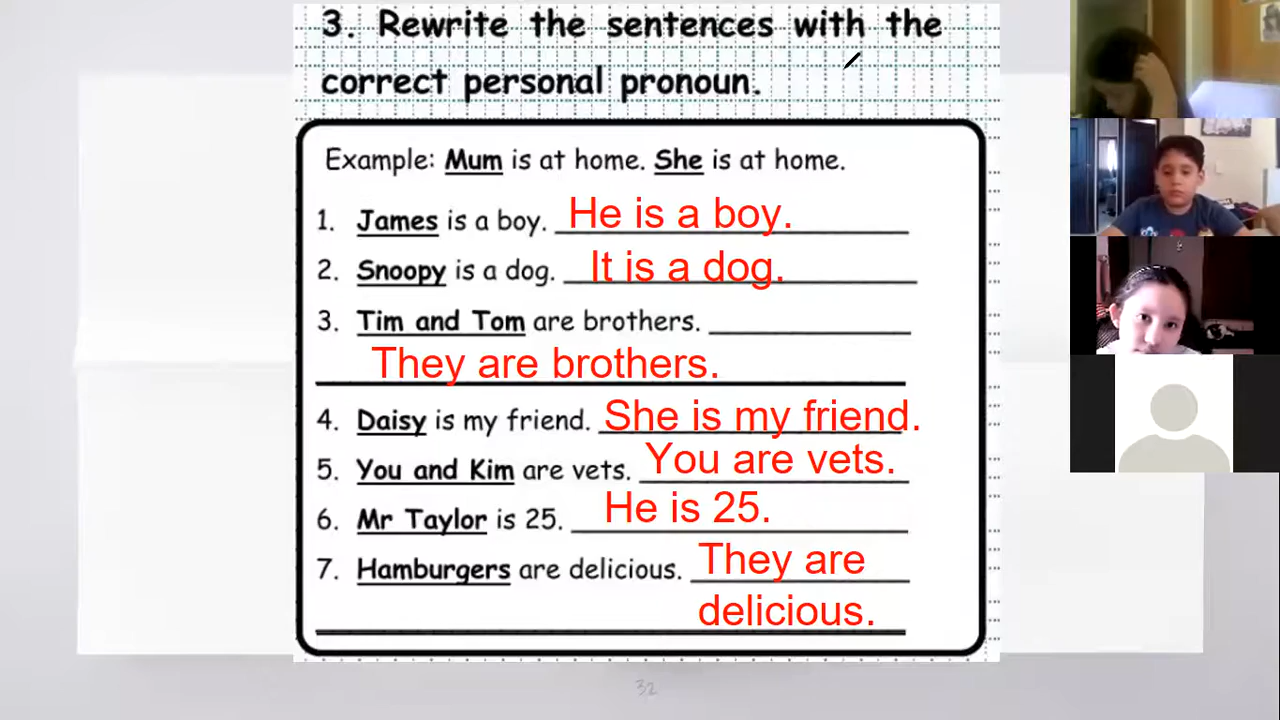 3. Rewrite the sentences with the
correct personal pronoun.
Example: Mum is at home. She is at home.
1. James is a boy. He is a boy.
2. Snoopy is a dog. It is a dog.
3. Tim and Tom are brothers.
They are brothers.
4. Daisy is my friend. She is my friend.
5. You and Kim are vets. You are vets.
6. Mr Taylor is 25. He is 25.
7. Hamburgers are delicious. They are
delicious.
32